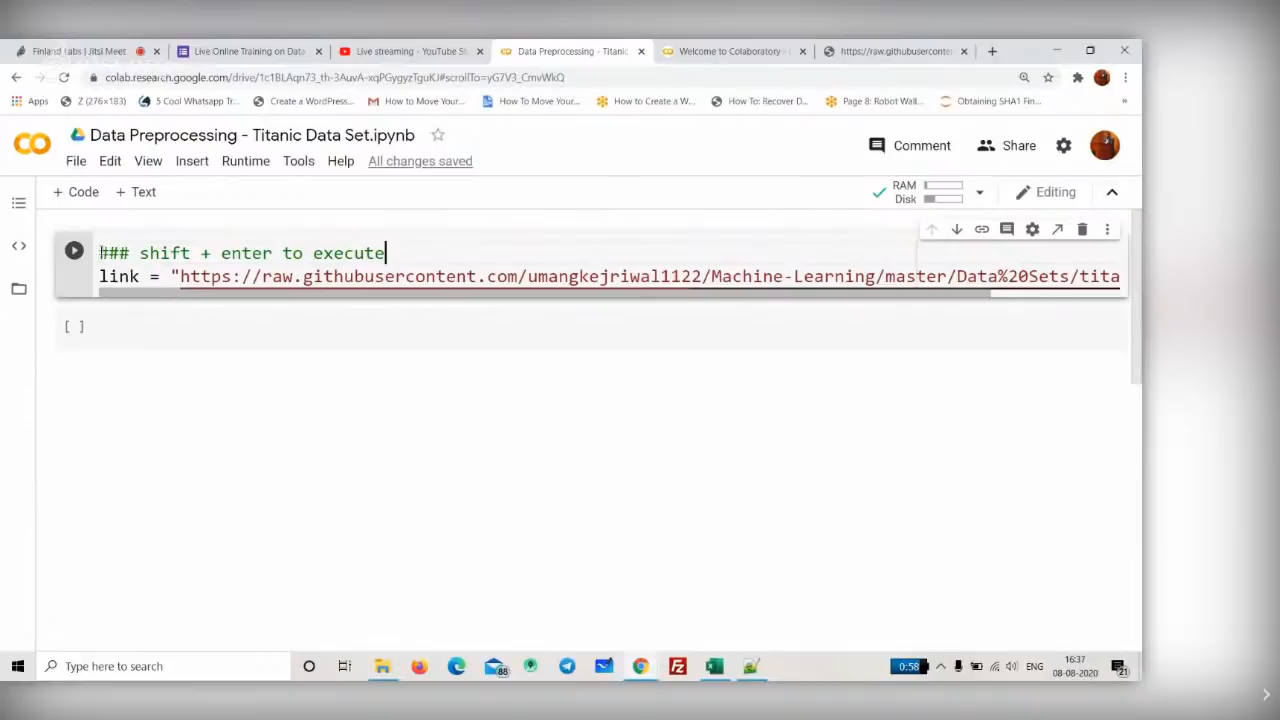 Finland Labs | Jitsi Meet
Live Online Training on Data
Live streaming - YouTube St
Data Preprocessing - Titanic
Welcome to Colaboratory -
https://raw.githubuserconte
colab.research.google.com/drive/1c1BLAqn73_th-3AuvA-xqPGygyzTguKJ#scrollTo=yG7V3_CmvWkQ
Apps
Z (276×183)
5 Cool Whatsapp Tr...
Create a WordPress...
How to Move Your...
How To Move Your...
How to Create a W...
How To: Recover D...
Page 8: Robot Wall...
Obtaining SHA1 Fin...
»
Data Preprocessing - Titanic Data Set.ipynb
File Edit View Insert Runtime Tools Help All changes saved
Comment
Share
+ Code + Text
RAM
Disk
Editing
### shift + enter to execute
link = "https://raw.githubusercontent.com/umangkejriwal1122/Machine-Learning/master/Data%20Sets/tita
[ ]
Type here to search
88
0:58
ENG
16:37
08-08-2020
21